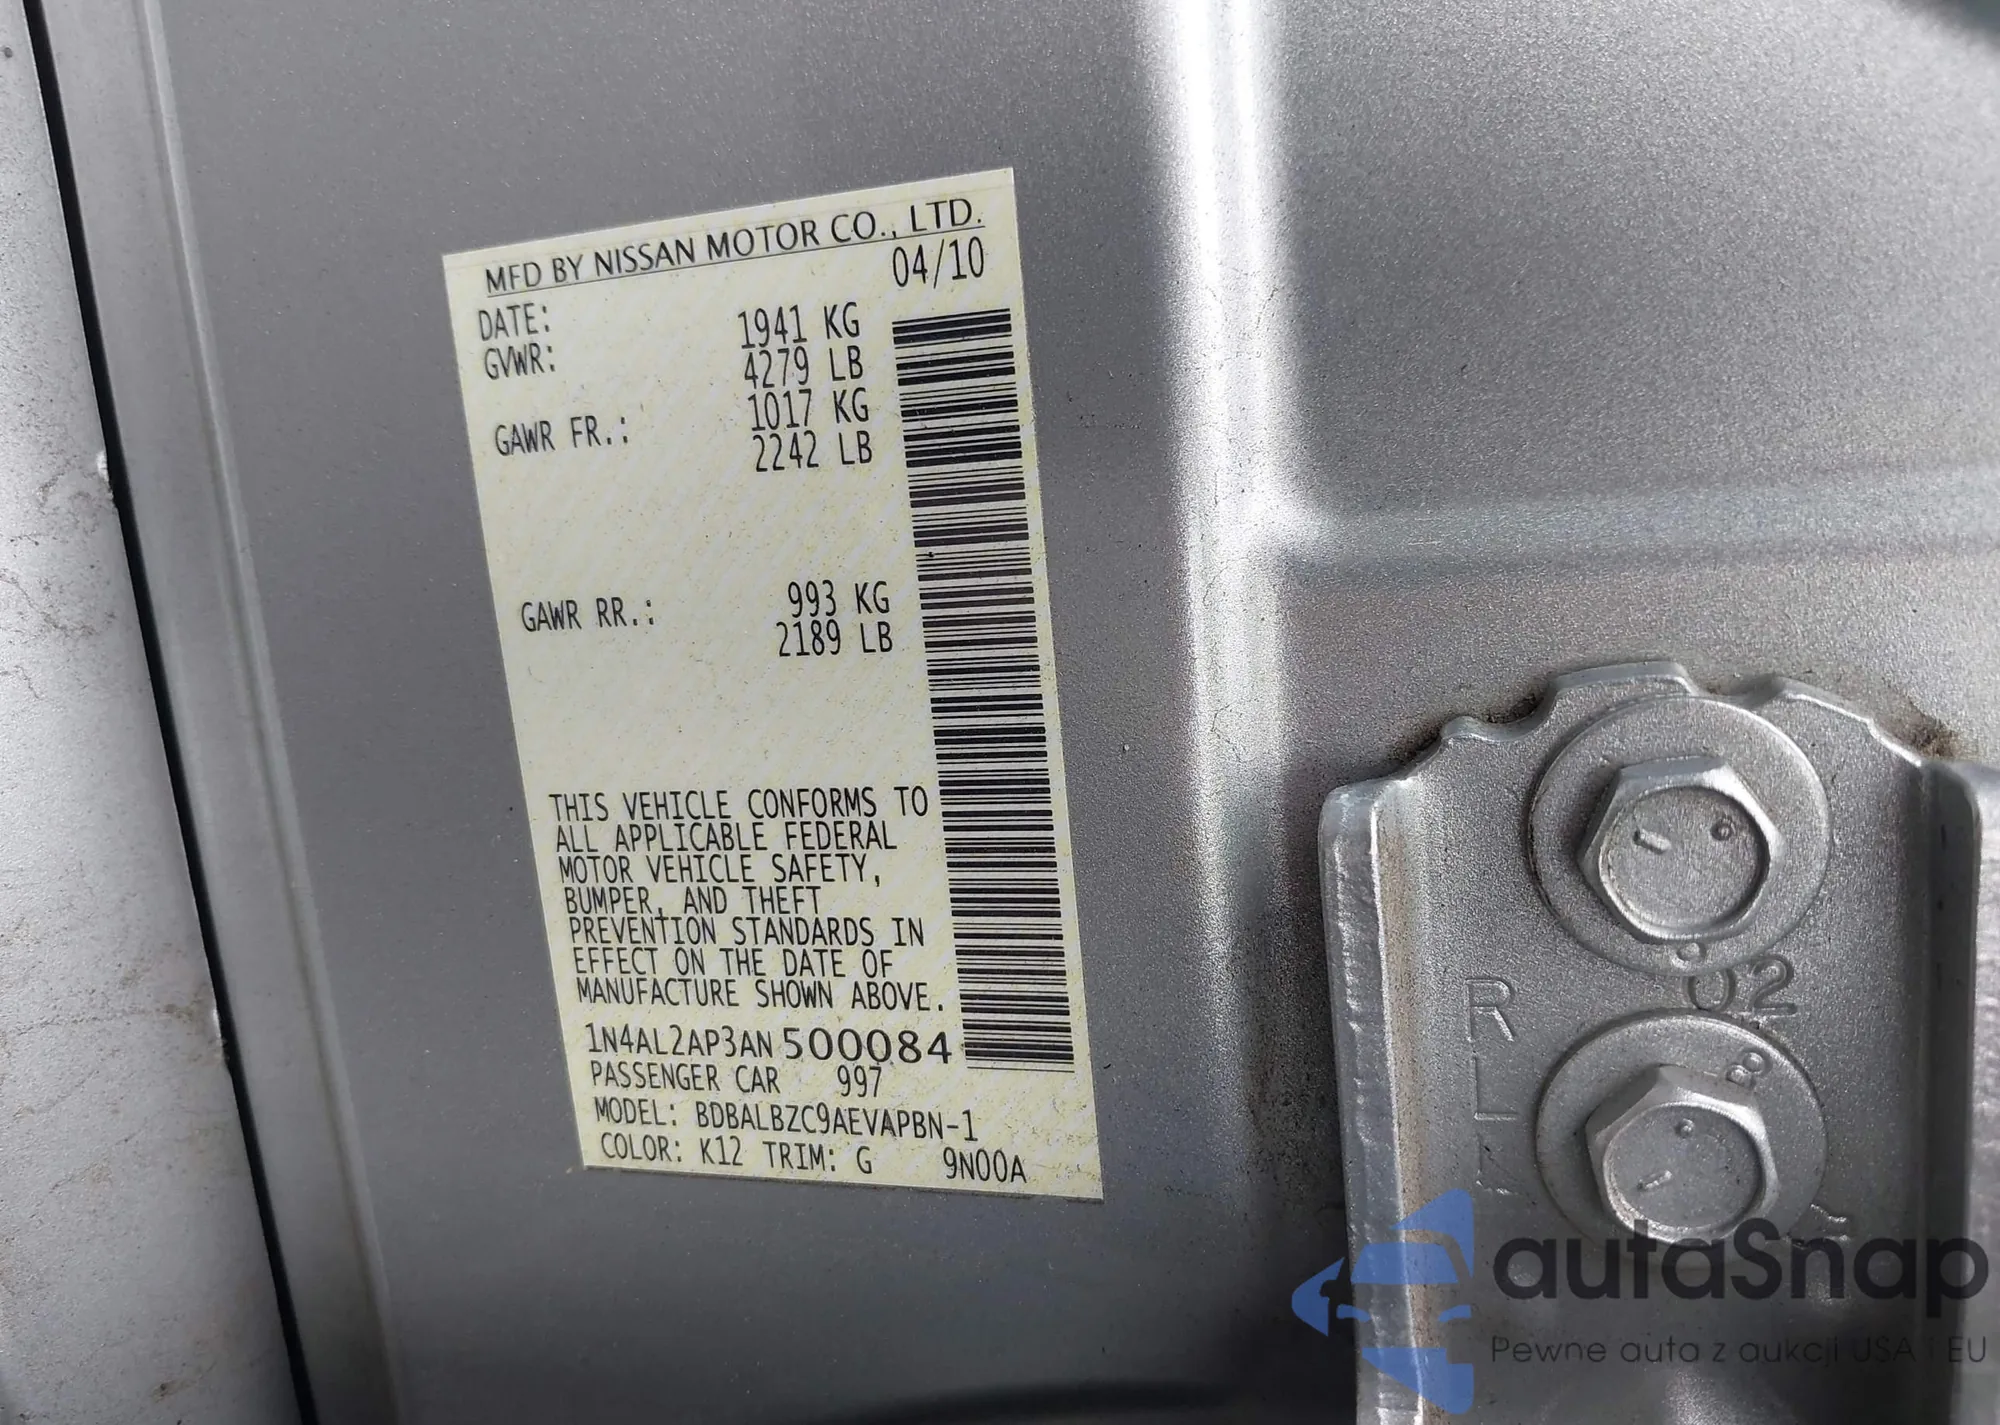 MFD BY NISSAN MOTOR CO., LTD.
DATE: 04/10
GVWR: 1941 KG
4279 LB
GAWR FR.: 1017 KG
2242 LB
GAWR RR.: 993 KG
2189 LB
THIS VEHICLE CONFORMS TO
ALL APPLICABLE FEDERAL
MOTOR VEHICLE SAFETY,
BUMPER, AND THEFT
PREVENTION STANDARDS IN
EFFECT ON THE DATE OF
MANUFACTURE SHOWN ABOVE.
1N4AL2AP3AN500084
PASSENGER CAR 997
MODEL: BDBALBZC9AEVAPBN-1
COLOR: K12 TRIM: G 9N00A
02
R
L
autaSnap
Pewne auta z aukcji USA i EU